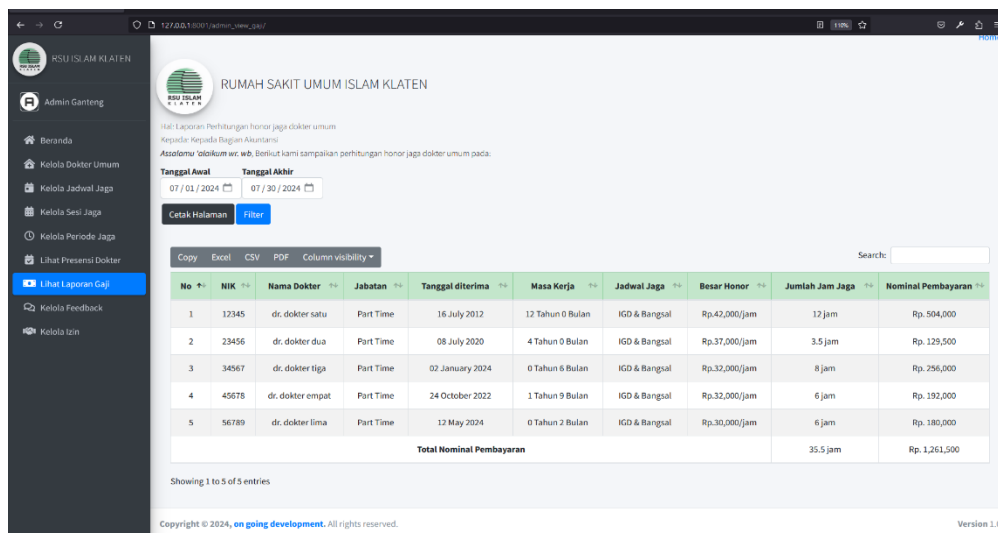 127.0.0.1:8001/admin_view_gaji/
110%
RSU ISLAM KLATEN
Home
RSU ISLAM
KLATEN
RUMAH SAKIT UMUM ISLAM KLATEN
Admin Ganteng
Hal: Laporan Perhitungan honor jaga dokter umum
Kepada: Kepada Bagian Akuntansi
Assalamu 'alaikum wr. wb, Berikut kami sampaikan perhitungan honor jaga dokter umum pada:
Beranda
Kelola Dokter Umum
Kelola Jadwal Jaga
Kelola Sesi Jaga
Kelola Periode Jaga
Lihat Presensi Dokter
Lihat Laporan Gaji
Kelola Feedback
Kelola Izin
Tanggal Awal Tanggal Akhir
07 / 01 / 2024 07 / 30 / 2024
Cetak Halaman Filter
Copy Excel CSV PDF Column visibility Search:
No NIK Nama Dokter Jabatan Tanggal diterima Masa Kerja Jadwal Jaga Besar Honor Jumlah Jam Jaga Nominal Pembayaran
1 12345 dr. dokter satu Part Time 16 July 2012 12 Tahun 0 Bulan IGD & Bangsal Rp.42,000/jam 12 jam Rp. 504,000
2 23456 dr. dokter dua Part Time 08 July 2020 4 Tahun 0 Bulan IGD & Bangsal Rp.37,000/jam 3.5 jam Rp. 129,500
3 34567 dr. dokter tiga Part Time 02 January 2024 0 Tahun 6 Bulan IGD & Bangsal Rp.32,000/jam 8 jam Rp. 256,000
4 45678 dr. dokter empat Part Time 24 October 2022 1 Tahun 9 Bulan IGD & Bangsal Rp.32,000/jam 6 jam Rp. 192,000
5 56789 dr. dokter lima Part Time 12 May 2024 0 Tahun 2 Bulan IGD & Bangsal Rp.30,000/jam 6 jam Rp. 180,000
Total Nominal Pembayaran 35.5 jam Rp. 1,261,500
Showing 1 to 5 of 5 entries
Copyright © 2024, on going development. All rights reserved. Version 1.0